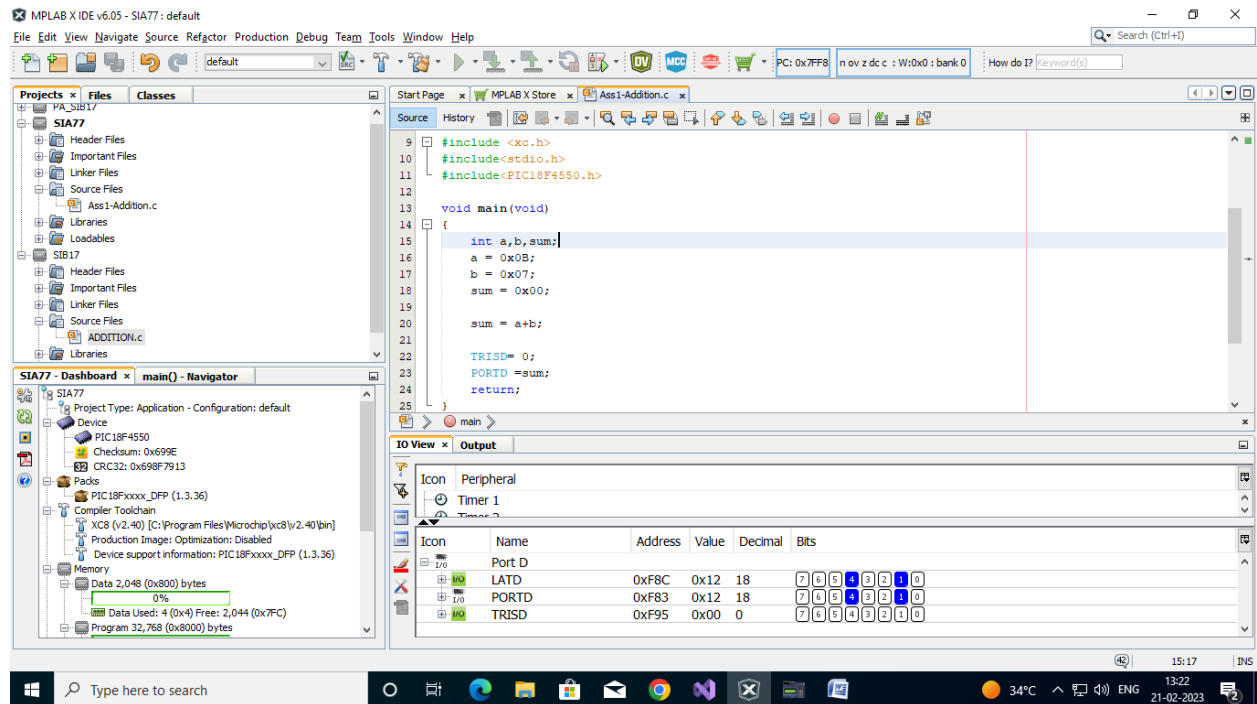 MPLAB X IDE v6.05 - SIA77 : default
File Edit View Navigate Source Refactor Production Debug Team Tools Window Help
Search (Ctrl+I)
default
PC: 0x7FF8
n ov z dc c : W:0x0 : bank 0
How do I? Keyword(s)
Projects Files Classes
PA_SIB17
SIA77
Header Files
Important Files
Linker Files
Source Files
Ass1-Addition.c
Libraries
Loadables
SIB17
Header Files
Important Files
Linker Files
Source Files
ADDITION.c
Libraries
SIA77 - Dashboard main() - Navigator
SIA77
Project Type: Application - Configuration: default
Device
PIC18F4550
Checksum: 0x699E
CRC32: 0x698F7913
Packs
PIC18Fxxxx_DFP (1.3.36)
Compiler Toolchain
XC8 (v2.40) [C:\Program Files\Microchip\xc8\v2.40\bin]
Production Image: Optimization: Disabled
Device support information: PIC18Fxxxx_DFP (1.3.36)
Memory
Data 2,048 (0x800) bytes
0%
Data Used: 4 (0x4) Free: 2,044 (0x7FC)
Program 32,768 (0x8000) bytes
Start Page MPLAB X Store Ass1-Addition.c
Source History
9 #include <xc.h>
10 #include<stdio.h>
11 #include<PIC18F4550.h>
12
13 void main(void)
14 {
15 int a,b,sum;
16 a = 0x0B;
17 b = 0x07;
18 sum = 0x00;
19
20 sum = a+b;
21
22 TRISD= 0;
23 PORTD =sum;
24 return;
25 }
main
IO View Output
Icon Peripheral
Timer 1
Timer 2
Icon Name Address Value Decimal Bits
Port D
LATD 0xF8C 0x12 18 7 6 5 4 3 2 1 0
PORTD 0xF83 0x12 18 7 6 5 4 3 2 1 0
TRISD 0xF95 0x00 0 7 6 5 4 3 2 1 0
42 15:17 INS
Type here to search
34°C ENG
13:22
21-02-2023
2